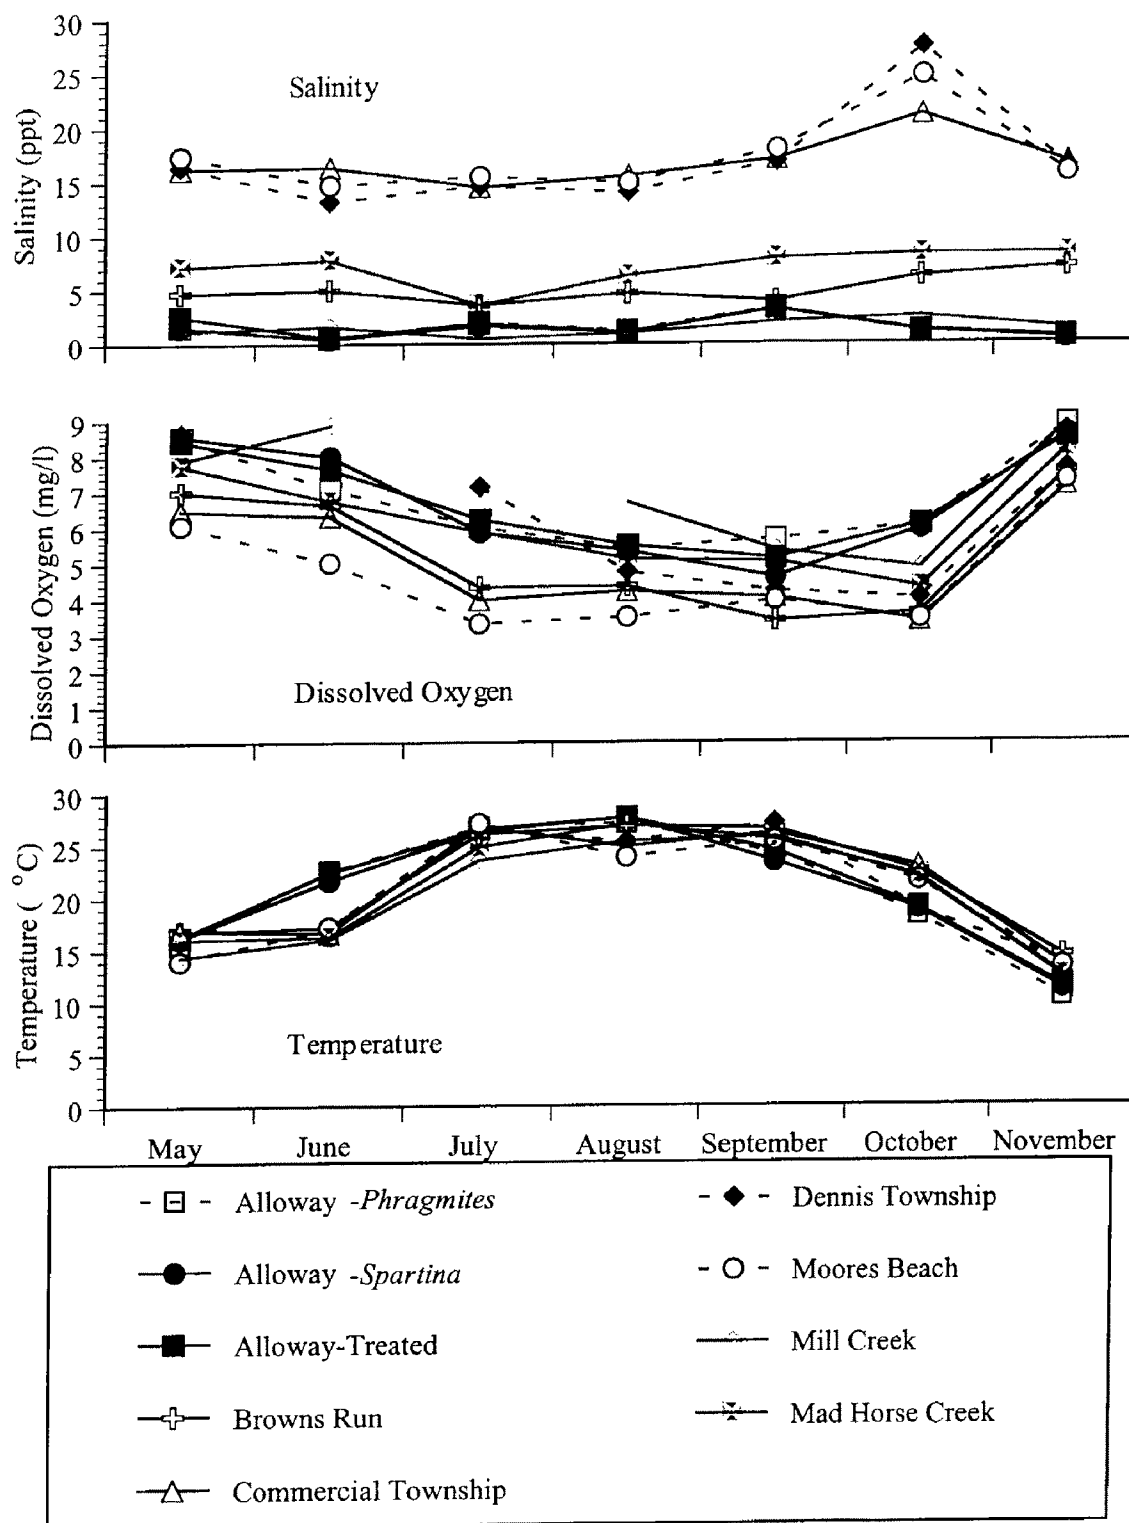 30
25
20
15
10
5
0
Salinity (ppt)
Salinity
9
8
7
6
5
4
3
2
1
0
Dissolved Oxygen (mg/l)
Dissolved Oxygen
30
25
20
15
10
5
0
Temperature ( °C)
Temperature
May June July August September October November
Alloway -Phragmites
Dennis Township
Alloway -Spartina
Moores Beach
Alloway-Treated
Mill Creek
Browns Run
Mad Horse Creek
Commercial Township